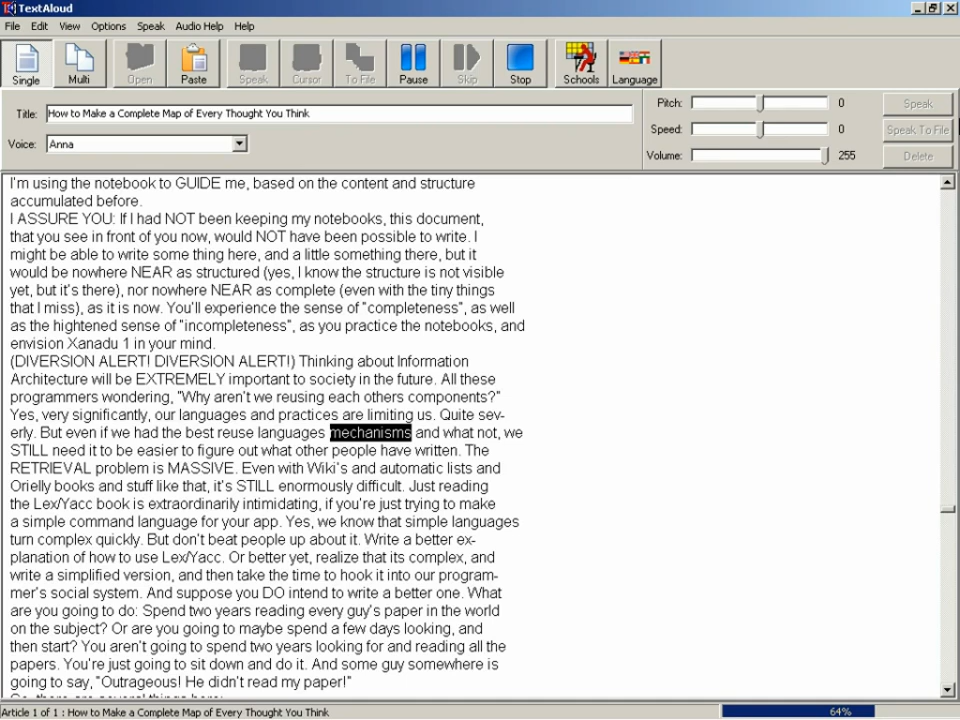 TextAloud
File Edit View Options Speak Audio Help Help
Single Multi Open Paste Speak Cursor To File Pause Skip Stop Schools Language
Title: How to Make a Complete Map of Every Thought You Think
Voice: Anna
Pitch: 0 Speak
Speed: 0 Speak To File
Volume: 255 Delete
I'm using the notebook to GUIDE me, based on the content and structure
accumulated before.
I ASSURE YOU: If I had NOT been keeping my notebooks, this document,
that you see in front of you now, would NOT have been possible to write. I
might be able to write some thing here, and a little something there, but it
would be nowhere NEAR as structured (yes, I know the structure is not visible
yet, but it's there), nor nowhere NEAR as complete (even with the tiny things
that I miss), as it is now. You'll experience the sense of "completeness", as well
as the hightened sense of "incompleteness", as you practice the notebooks, and
envision Xanadu 1 in your mind.
(DIVERSION ALERT! DIVERSION ALERT!) Thinking about Information
Architecture will be EXTREMELY important to society in the future. All these
programmers wondering, "Why aren't we reusing each others components?"
Yes, very significantly, our languages and practices are limiting us. Quite sev-
erly. But even if we had the best reuse languages mechanisms and what not, we
STILL need it to be easier to figure out what other people have written. The
RETRIEVAL problem is MASSIVE. Even with Wiki's and automatic lists and
Orielly books and stuff like that, it's STILL enormously difficult. Just reading
the Lex/Yacc book is extraordinarily intimidating, if you're just trying to make
a simple command language for your app. Yes, we know that simple languages
turn complex quickly. But don't beat people up about it. Write a better ex-
planation of how to use Lex/Yacc. Or better yet, realize that its complex, and
write a simplified version, and then take the time to hook it into our program-
mer's social system. And suppose you DO intend to write a better one. What
are you going to do: Spend two years reading every guy's paper in the world
on the subject? Or are you going to maybe spend a few days looking, and
then start? You aren't going to spend two years looking for and reading all the
papers. You're just going to sit down and do it. And some guy somewhere is
going to say, "Outrageous! He didn't read my paper!"
So, there are several things here:
Article 1 of 1 : How to Make a Complete Map of Every Thought You Think
64%